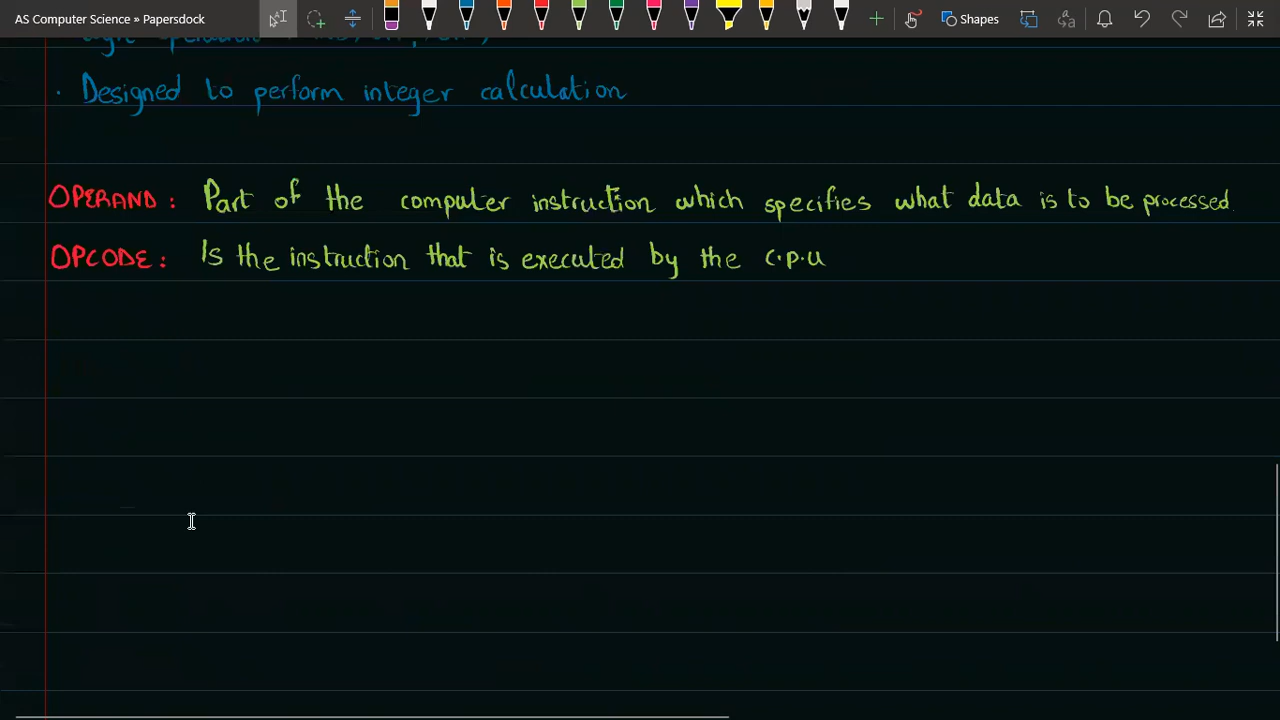 AS Computer Science » Papersdock
Shapes
· Designed to perform integer calculation
OPERAND : Part of the computer instruction which specifies what data is to be processed.
OPCODE : Is the instruction that is executed by the c.p.u